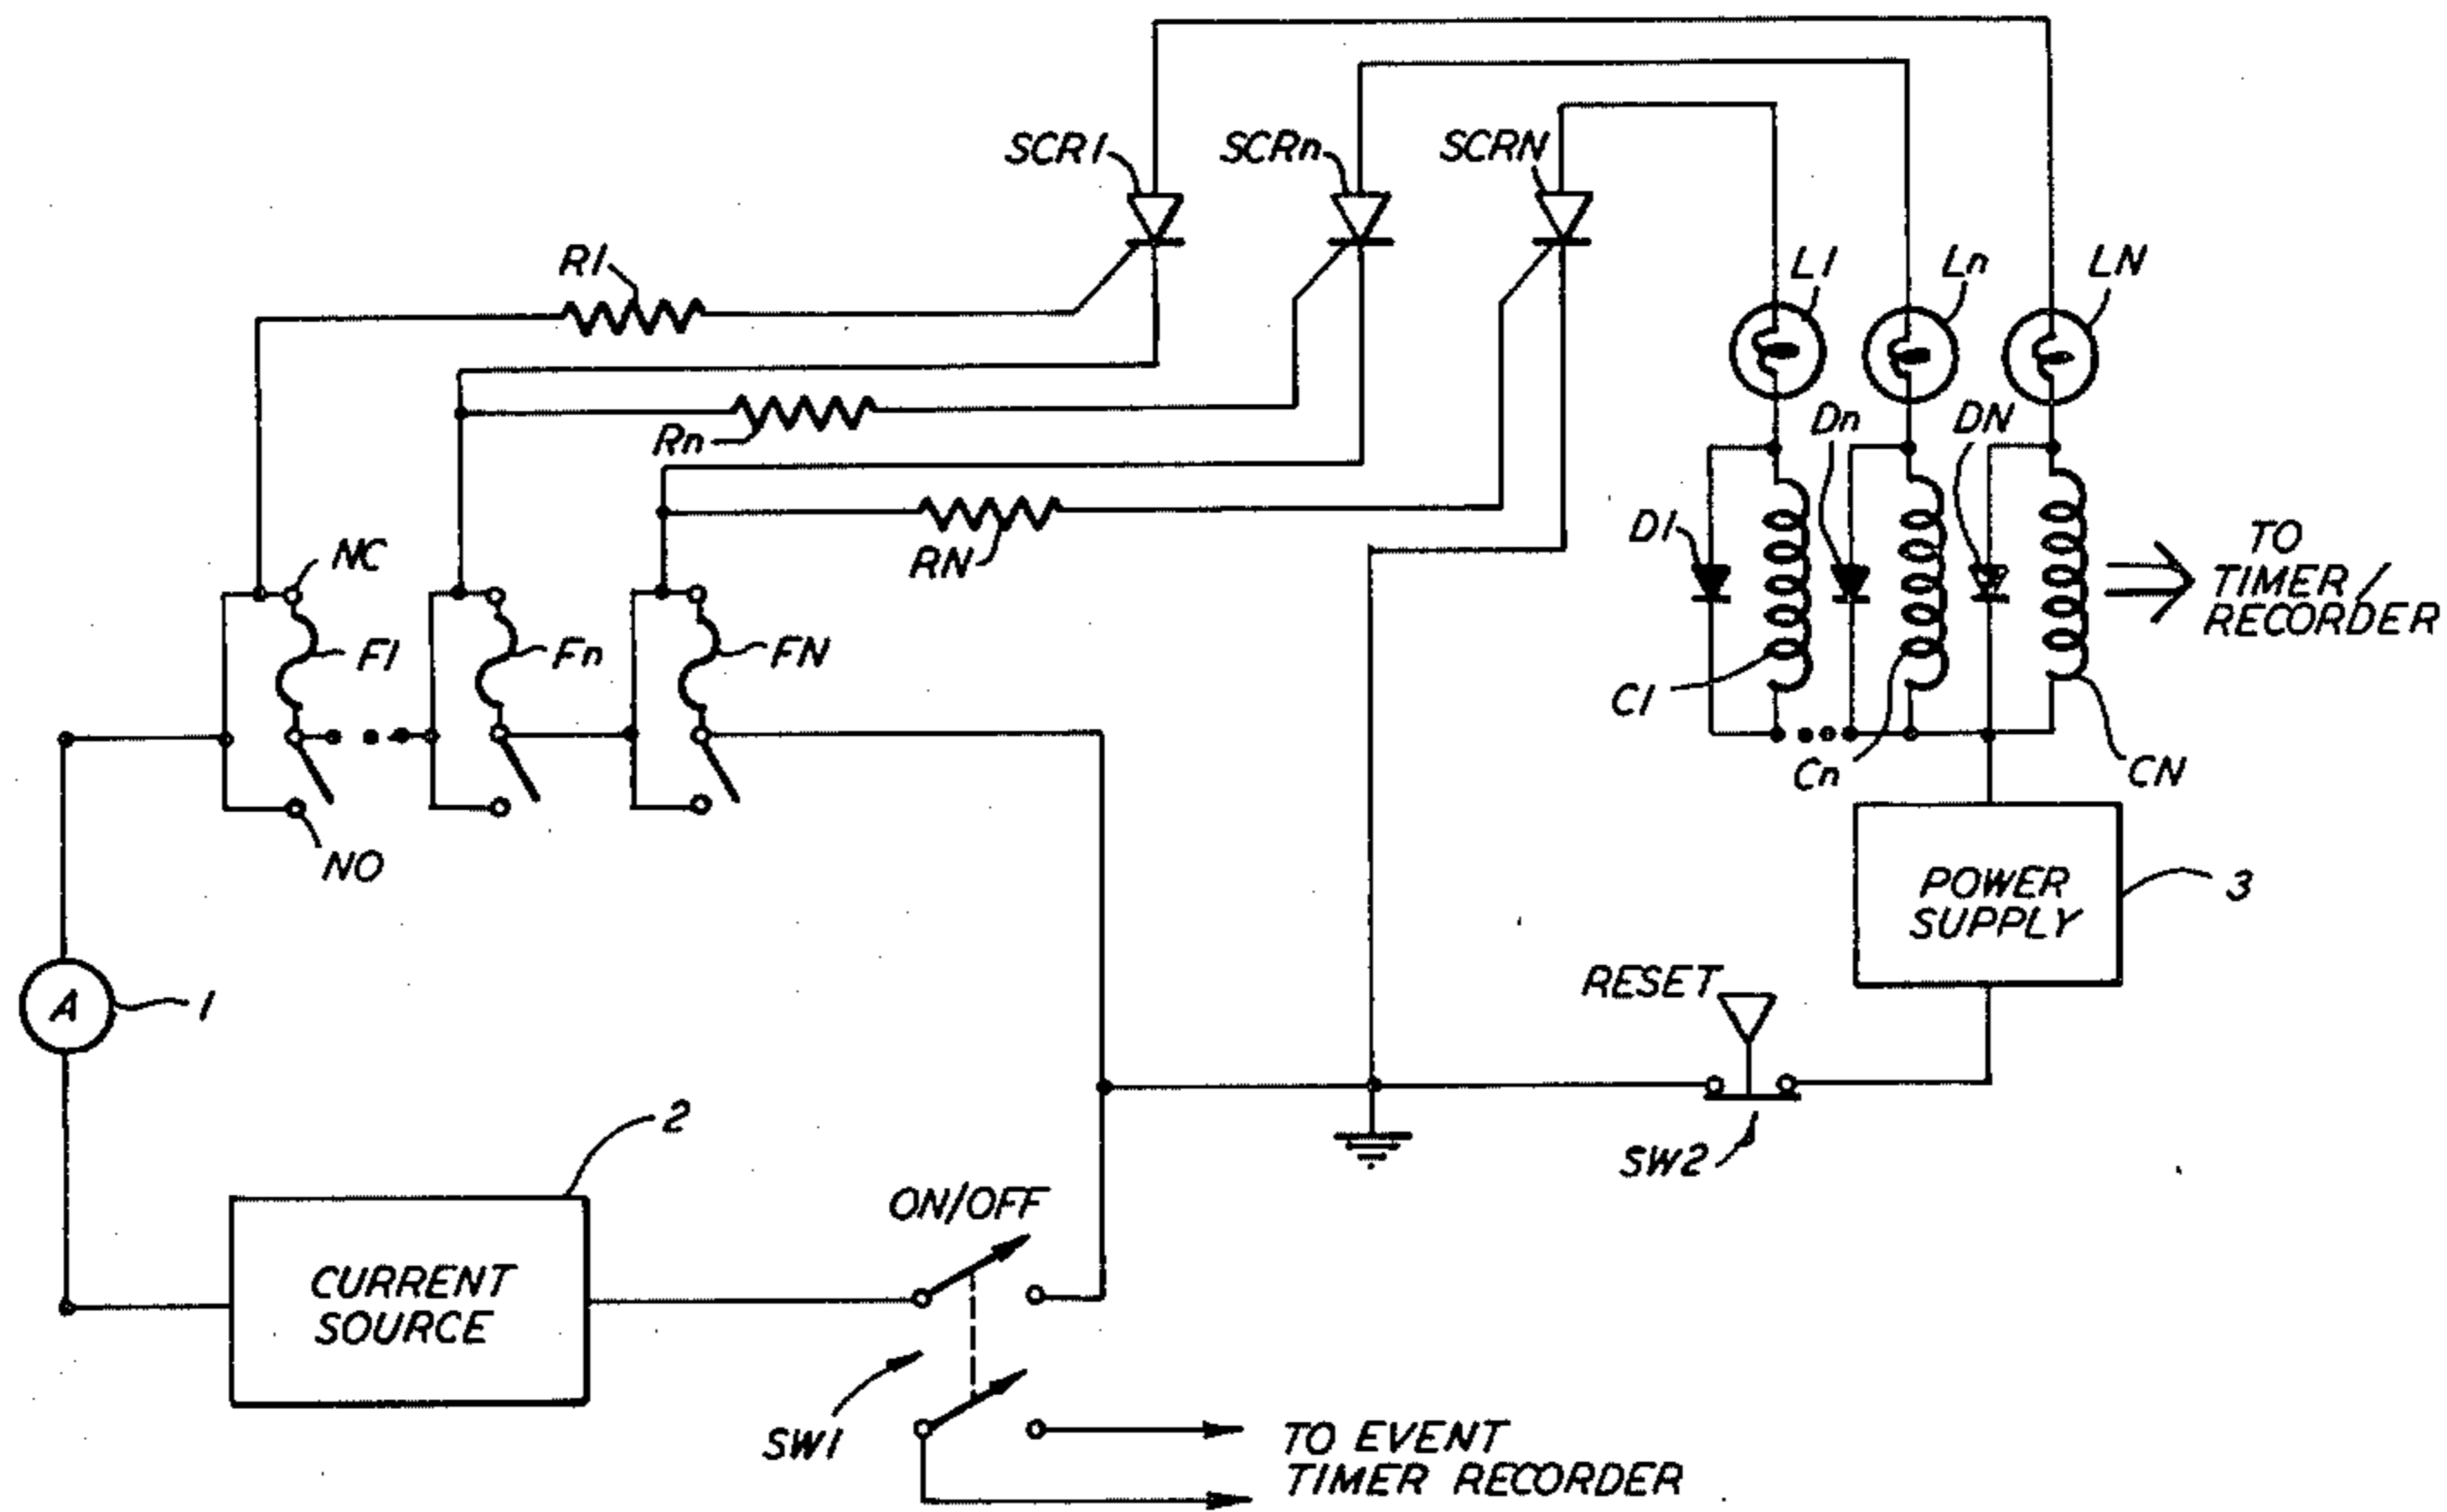 SCR1
SCRn
SCRN
R1
L1
Ln
LN
Rn
Dn
DN
D1
RN
NC
TO
TIMER/
RECORDER
F1
Fn
FN
C1
Cn
CN
NO
POWER
SUPPLY
3
RESET
A
1
2
SW2
ON/OFF
CURRENT
SOURCE
SW1
TO EVENT
TIMER RECORDER